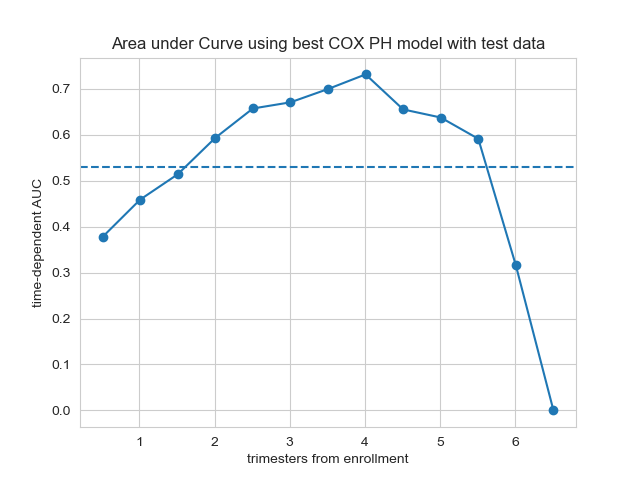 Area under Curve using best COX PH model with test data
time-dependent AUC
0.7
0.6
0.5
0.4
0.3
0.2
0.1
0.0
1 2 3 4 5 6
trimesters from enrollment